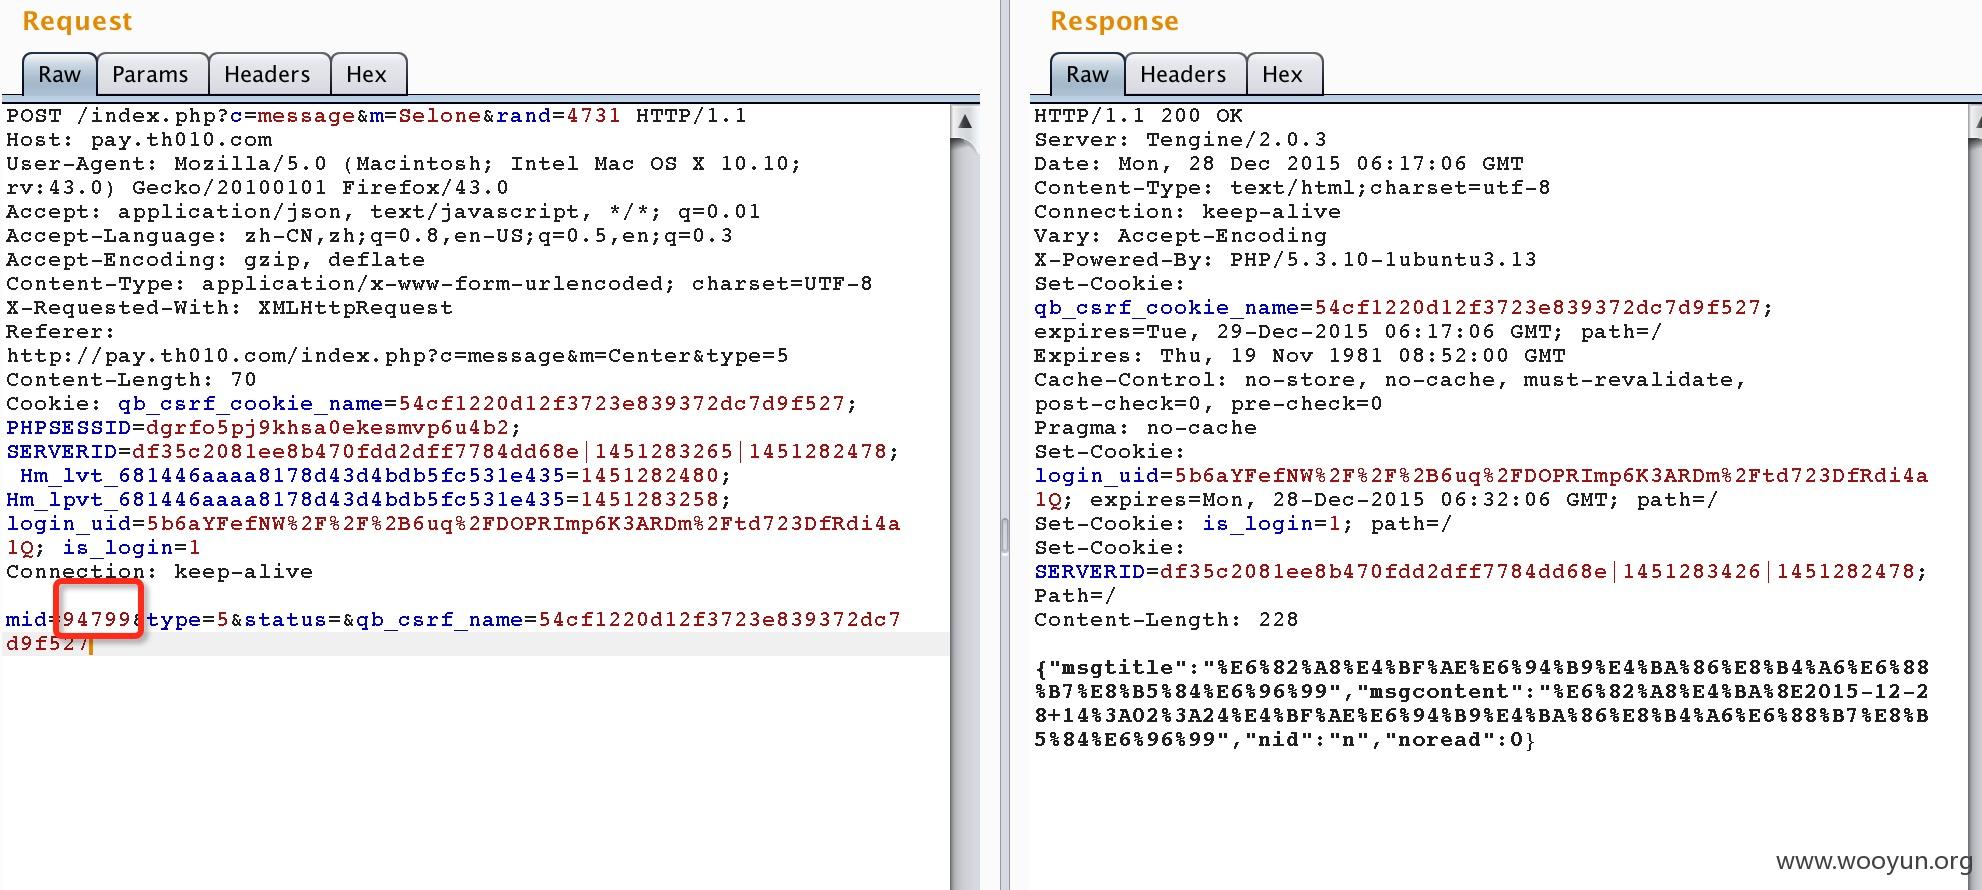 Request
Raw Params Headers Hex
POST /index.php?c=message&m=Selone&rand=4731 HTTP/1.1
Host: pay.th010.com
User-Agent: Mozilla/5.0 (Macintosh; Intel Mac OS X 10.10;
rv:43.0) Gecko/20100101 Firefox/43.0
Accept: application/json, text/javascript, */*; q=0.01
Accept-Language: zh-CN,zh;q=0.8,en-US;q=0.5,en;q=0.3
Accept-Encoding: gzip, deflate
Content-Type: application/x-www-form-urlencoded; charset=UTF-8
X-Requested-With: XMLHttpRequest
Referer:
http://pay.th010.com/index.php?c=message&m=Center&type=5
Content-Length: 70
Cookie: qb_csrf_cookie_name=54cf1220d12f3723e839372dc7d9f527;
PHPSESSID=dgrfo5pj9khsa0ekesmvp6u4b2;
SERVERID=df35c2081ee8b470fdd2dff7784dd68e|1451283265|1451282478;
Hm_lvt_681446aaaa8178d43d4bdb5fc531e435=1451282480;
Hm_lpvt_681446aaaa8178d43d4bdb5fc531e435=1451283258;
login_uid=5b6aYFefNW%2F%2F%2B6uq%2FDOPRImp6K3ARDm%2Ftd723DfRdi4a
1Q; is_login=1
Connection: keep-alive
mid=94799&type=5&status=&qb_csrf_name=54cf1220d12f3723e839372dc7
d9f527
Response
Raw Headers Hex
HTTP/1.1 200 OK
Server: Tengine/2.0.3
Date: Mon, 28 Dec 2015 06:17:06 GMT
Content-Type: text/html;charset=utf-8
Connection: keep-alive
Vary: Accept-Encoding
X-Powered-By: PHP/5.3.10-1ubuntu3.13
Set-Cookie:
qb_csrf_cookie_name=54cf1220d12f3723e839372dc7d9f527;
expires=Tue, 29-Dec-2015 06:17:06 GMT; path=/
Expires: Thu, 19 Nov 1981 08:52:00 GMT
Cache-Control: no-store, no-cache, must-revalidate,
post-check=0, pre-check=0
Pragma: no-cache
Set-Cookie:
login_uid=5b6aYFefNW%2F%2F%2B6uq%2FDOPRImp6K3ARDm%2Ftd723DfRdi4a
1Q; expires=Mon, 28-Dec-2015 06:32:06 GMT; path=/
Set-Cookie: is_login=1; path=/
Set-Cookie:
SERVERID=df35c2081ee8b470fdd2dff7784dd68e|1451283426|1451282478;
Path=/
Content-Length: 228
{"msgtitle":"%E6%82%A8%E4%BF%AE%E6%94%B9%E4%BA%86%E8%B4%A6%E6%88
%B7%E8%B5%84%E6%96%99","msgcontent":"%E6%82%A8%E4%BA%8E2015-12-2
8+14%3A02%3A24%E4%BF%AE%E6%94%B9%E4%BA%86%E8%B4%A6%E6%88%B7%E8%B
5%84%E6%96%99","nid":"n","noread":0}
www.wooyun.org